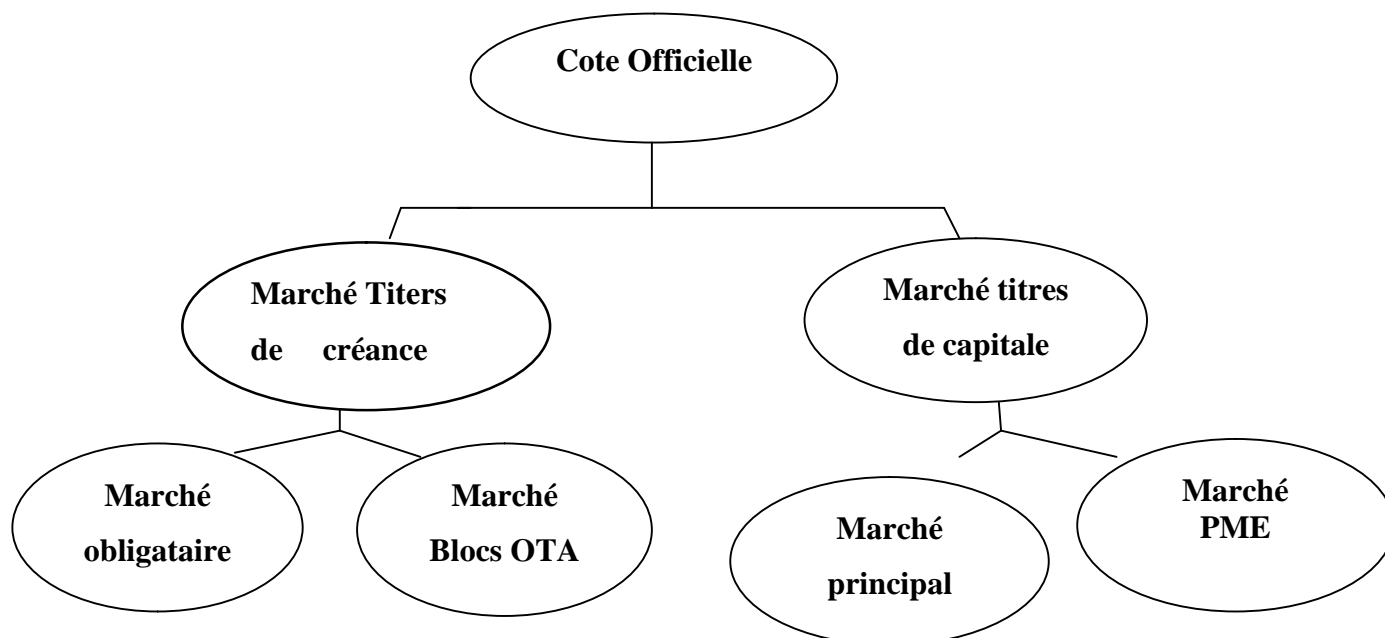 Cote Officielle
Marché Titers
de créance
Marché titres
de capitale
Marché
obligataire
Marché
Blocs OTA
Marché
principal
Marché
PME